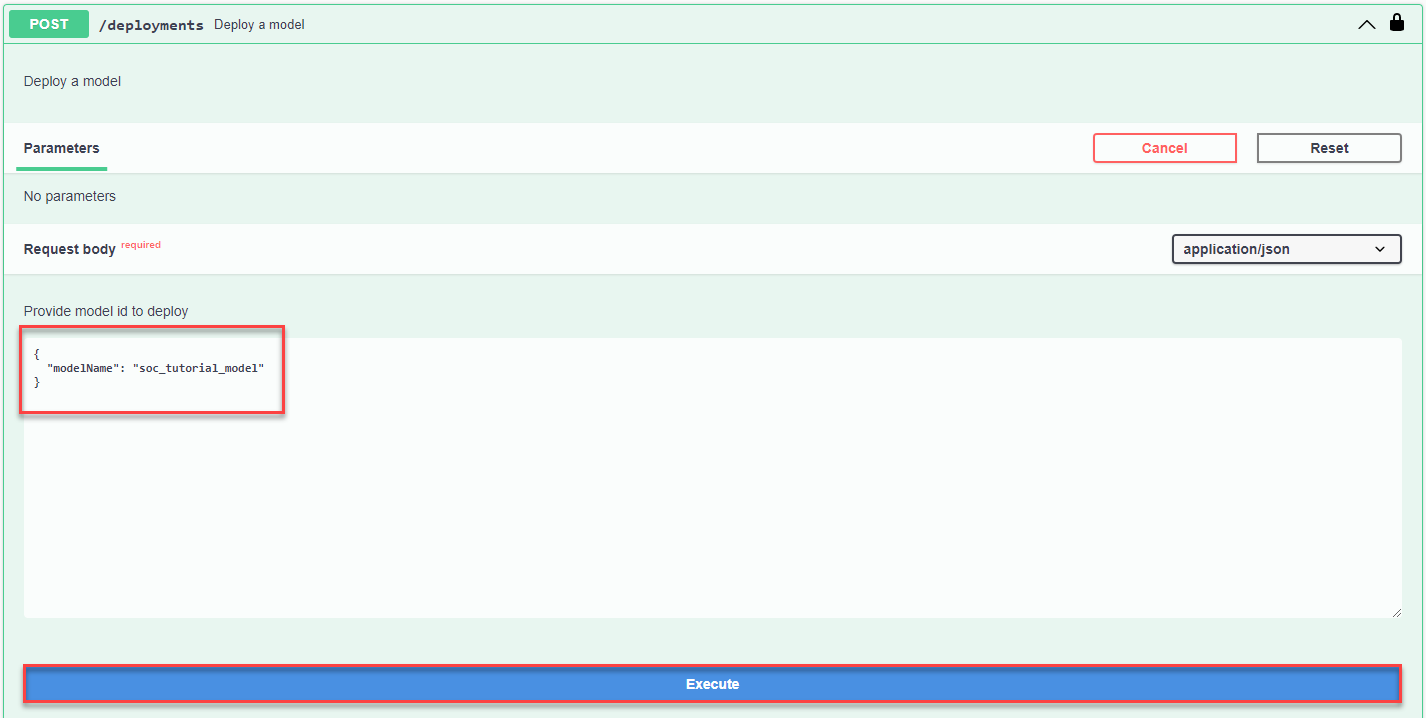 POST /deployments Deploy a model
Deploy a model
Parameters Cancel Reset
No parameters
Request body required application/json
Provide model id to deploy
{
  "modelName": "soc_tutorial_model"
}
Execute